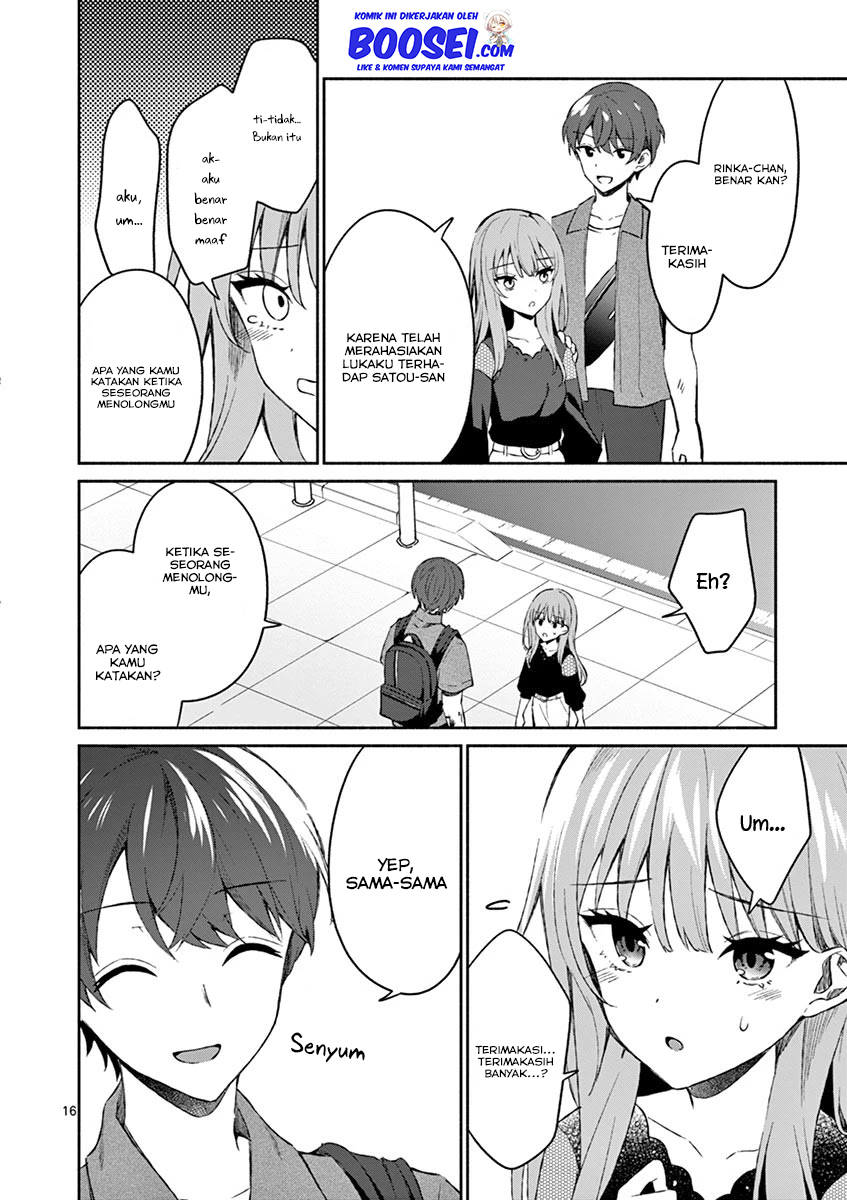 KOMIK INI DIKERJAKAN OLEH
BOOSEI.COM
LIKE & KOMEN SUPAYA KAMI SEMANGAT
RINKA-CHAN,
BENAR KAN?
TERIMA-
KASIH
KARENA TELAH
MERAHASIAKAN
LUKAKU TERHA-
DAP SATOU-SAN
ti-tidak...
Bukan itu
ak-
aku
benar
benar
maaf
aku,
um...
APA YANG KAMU
KATAKAN KETIKA
SESEORANG
MENOLONGMU
Eh?
KETIKA SE-
SEORANG
MENOLONG-
MU,
APA YANG
KAMU
KATAKAN?
Um...
TERIMAKASI...
TERIMAKASIH
BANYAK...?
YEP,
SAMA-SAMA
Senyum
16